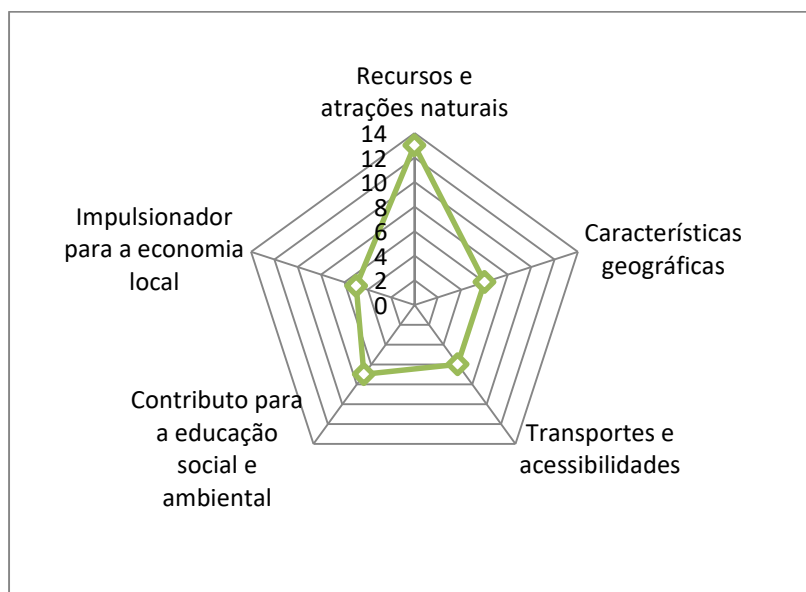 Recursos e
atrações naturais
14
12
10
8
6
4
2
0
Características
geográficas
Transportes e
acessibilidades
Contributo para
a educação
social e
ambiental
Impulsionador
para a economia
local